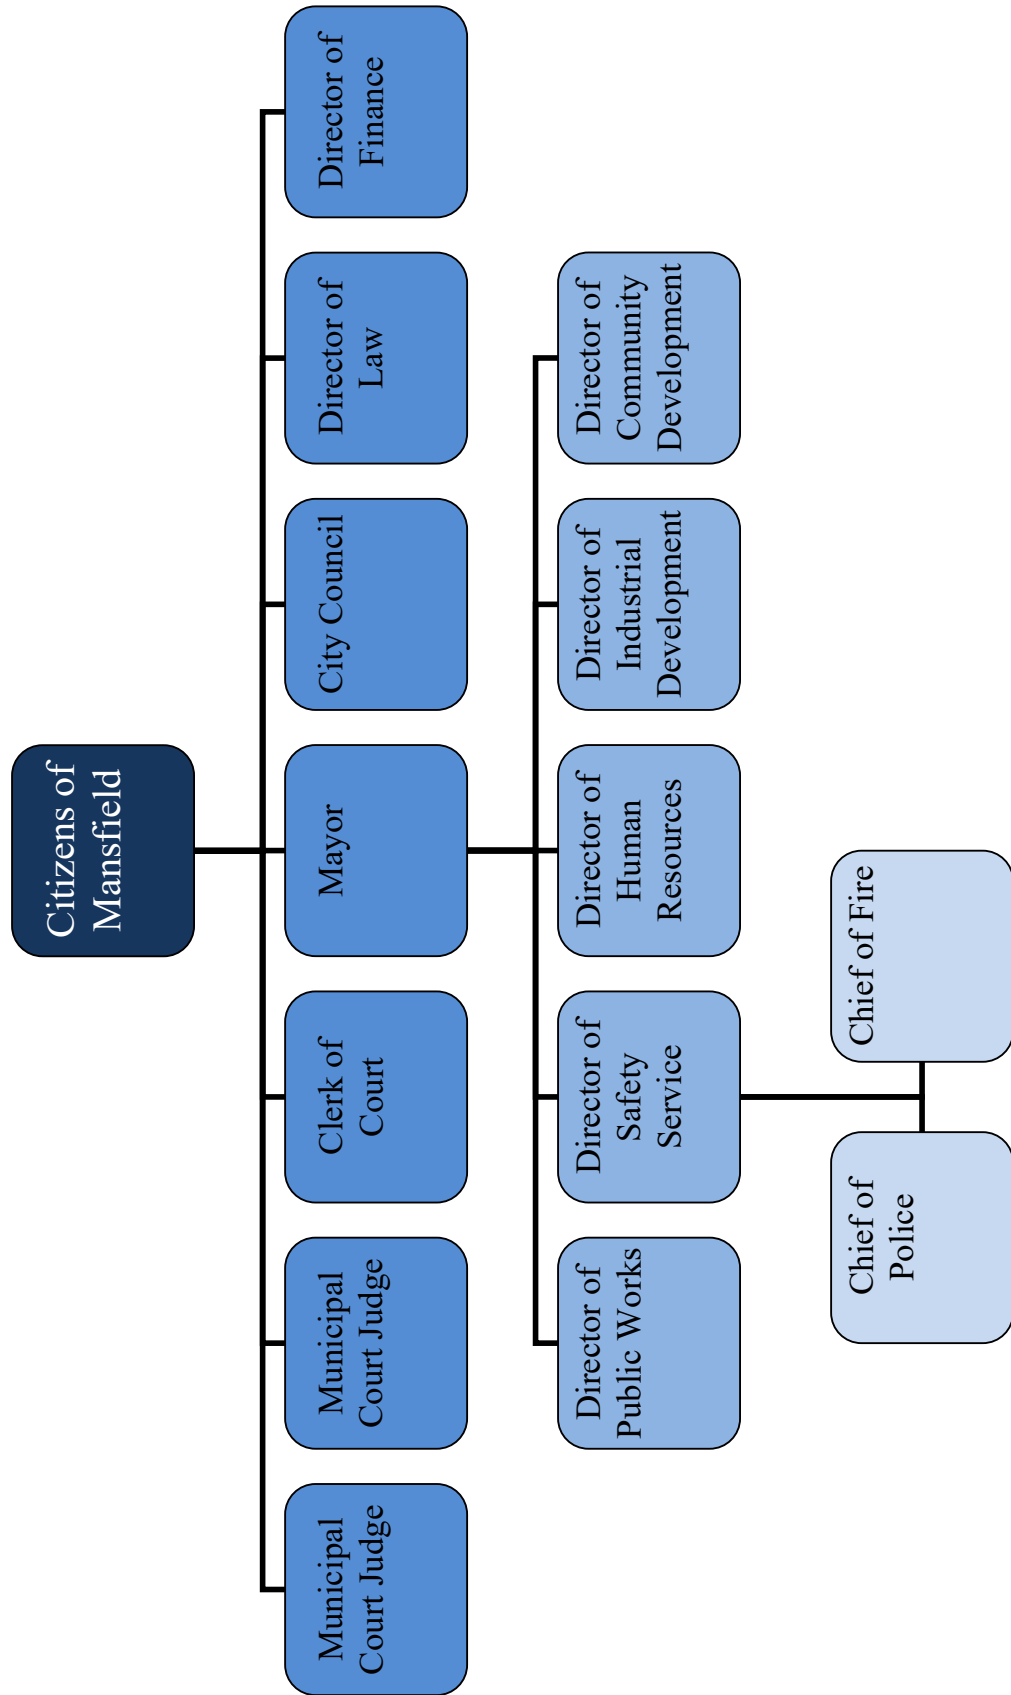 Citizens of
Mansfield
Municipal
Court Judge
Municipal
Court Judge
Clerk of
Court
Mayor
City Council
Director of
Law
Director of
Finance
Director of
Public Works
Director of
Safety
Service
Director of
Human
Resources
Director of
Industrial
Development
Director of
Community
Development
Chief of
Police
Chief of Fire